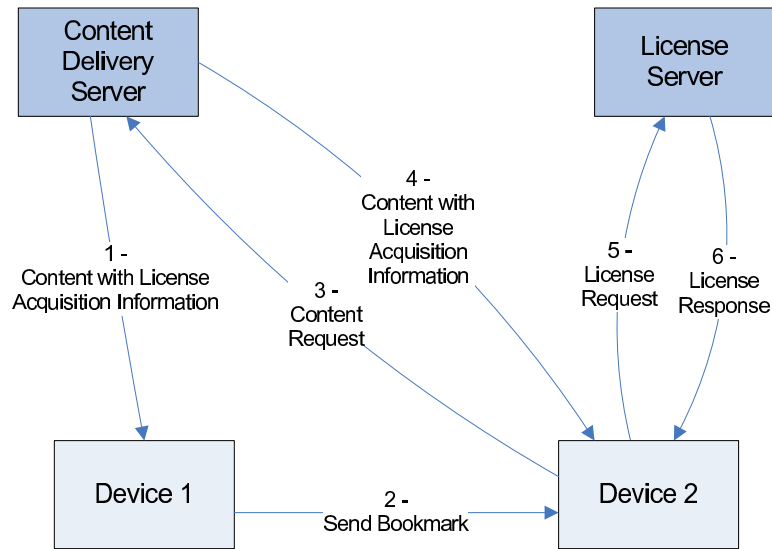 Content
Delivery
Server
License
Server
1 -
Content with License
Acquisition Information
4 -
Content with
License
Acquisition
Information
3 -
Content
Request
5 -
License
Request
6 -
License
Response
Device 1
2 -
Send Bookmark
Device 2